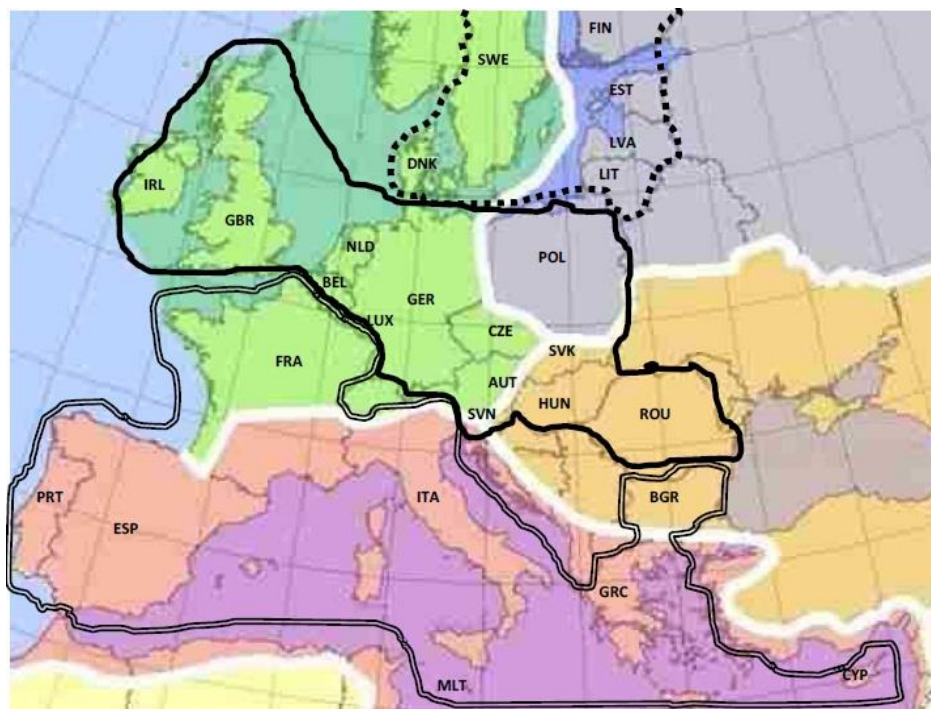 FIN
SWE
EST
LVA
DNK
LIT
IRL
GBR
NLD
POL
BEL
GER
LUX
CZE
FRA
SVK
AUT
HUN
SVN
ROU
PRT
ITA
BGR
ESP
GRC
CYP
MLT